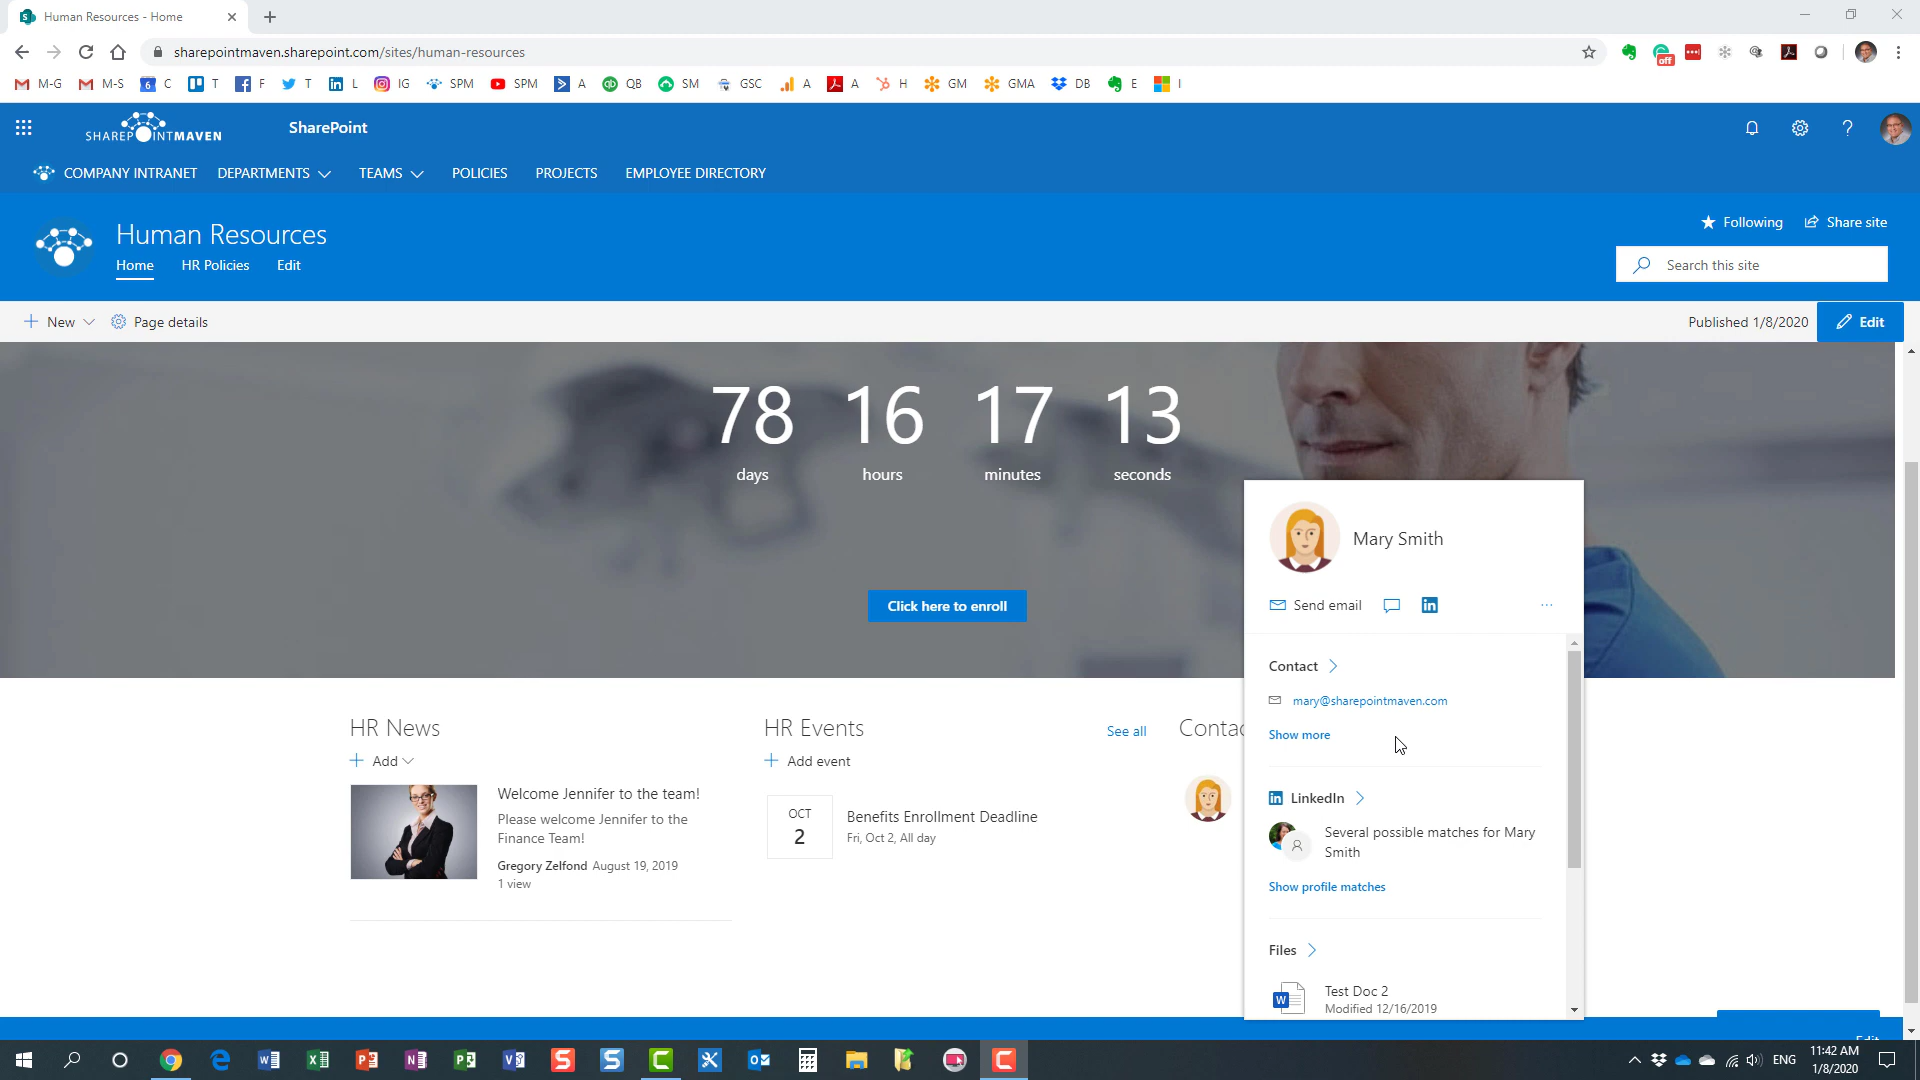 Human Resources - Home
sharepointmaven.sharepoint.com/sites/human-resources
off
M-G M-S 6 C T F T L IG SPM SPM A QB SM GSC A A H GM GMA DB E I
SHAREPOINTMAVEN SharePoint
COMPANY INTRANET DEPARTMENTS TEAMS POLICIES PROJECTS EMPLOYEE DIRECTORY
Human Resources
Following Share site
Home HR Policies Edit
Search this site
New Page details
Published 1/8/2020 Edit
78 16 17 13
days hours minutes seconds
Click here to enroll
Mary Smith
Send email
Contact
mary@sharepointmaven.com
Show more
LinkedIn
Several possible matches for Mary
Smith
Show profile matches
Files
Test Doc 2
Modified 12/16/2019
HR News
Add
Welcome Jennifer to the team!
Please welcome Jennifer to the
Finance Team!
Gregory Zelfond August 19, 2019
1 view
HR Events
See all
Add event
OCT
2
Benefits Enrollment Deadline
Fri, Oct 2, All day
Contac
ENG
11:42 AM
1/8/2020